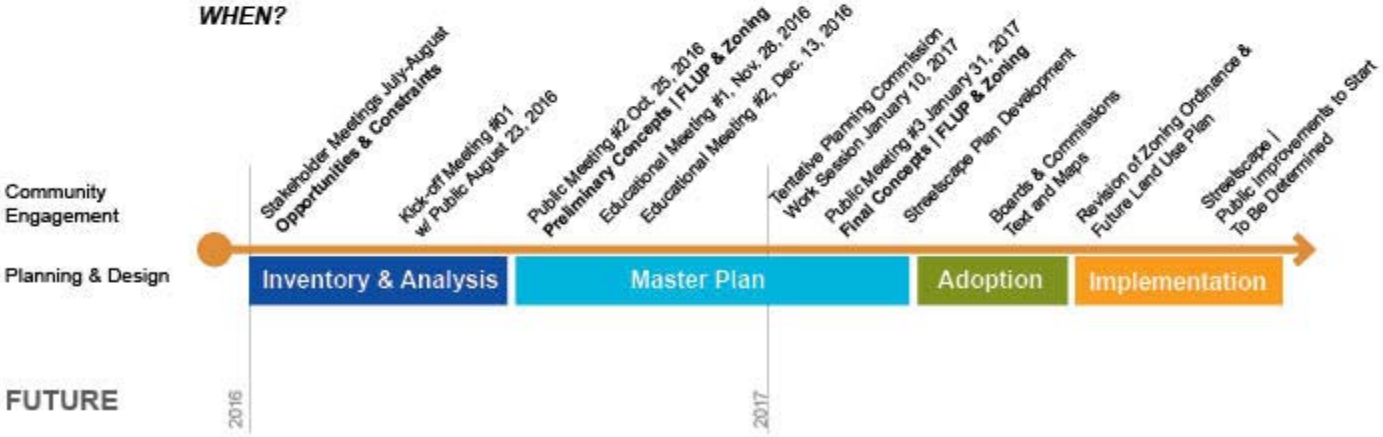 WHEN?
Stakeholder Meetings July-August
Opportunities & Constraints
Kick-off Meeting #01
w/ Public August 23, 2016
Public Meeting #2 Oct, 25, 2016
Preliminary Concepts | FLUP & Zoning
Educational Meeting #1, Nov. 28, 2016
Educational Meeting #2, Dec. 13, 2016
Tentative Planning Commission
Work Session January 10, 2017
Public Meeting #3 January 31, 2017
Final Concepts | FLUP & Zoning
Streetscape Plan Development
Boards & Commissions
Text and Maps
Revision of Zoning Ordinance &
Future Land Use Plan
Streetscape |
Public Improvements to Start
To Be Determined
Community
Engagement
Planning & Design
Inventory & Analysis
Master Plan
Adoption
Implementation
FUTURE
2016
2017